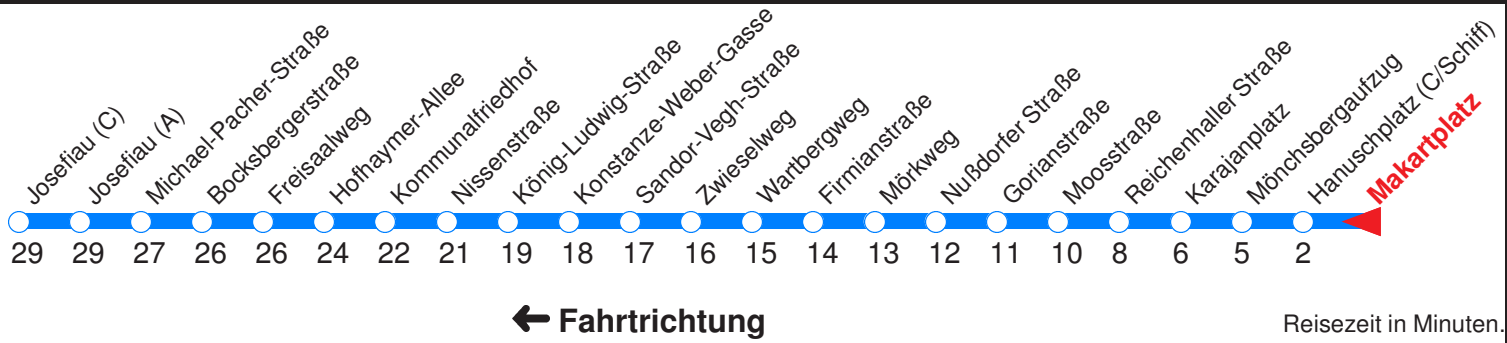 Josefiau (C)
Josefiau (A)
Michael-Pacher-Straße
Bocksbergerstraße
Freisaalweg
Hofhaymer-Allee
Kommunalfriedhof
Nissenstraße
König-Ludwig-Straße
Konstanze-Weber-Gasse
Sandor-Vegh-Straße
Zwieselweg
Wartbergweg
Firmianstraße
Mörkweg
Nußdorfer Straße
Gorianstraße
Moosstraße
Reichenhaller Straße
Karajanplatz
Mönchsbergaufzug
Hanuschplatz (C/Schiff)
Makartplatz
29 29 27 26 26 24 22 21 19 18 17 16 15 14 13 12 11 10 8 6 5 2
← Fahrtrichtung
Reisezeit in Minuten.